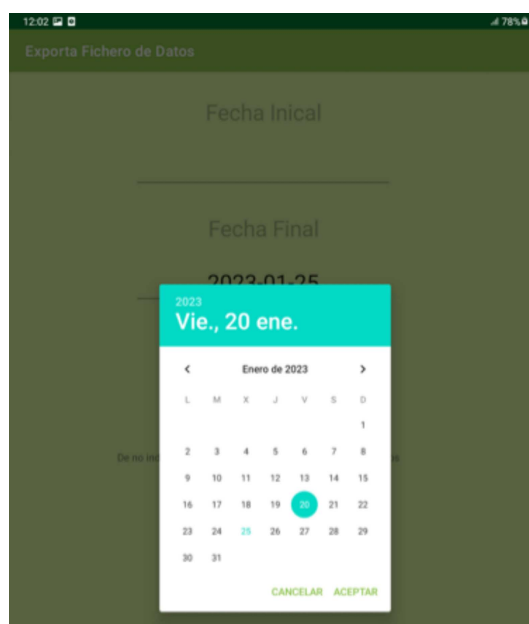 12:02 78%
Exporta Fichero de Datos
Fecha Inical
Fecha Final
2023-01-25
2023
Vie., 20 ene.
Enero de 2023
L M X J V S D
1
2 3 4 5 6 7 8
9 10 11 12 13 14 15
16 17 18 19 20 21 22
23 24 25 26 27 28 29
30 31
De no
CANCELAR ACEPTAR